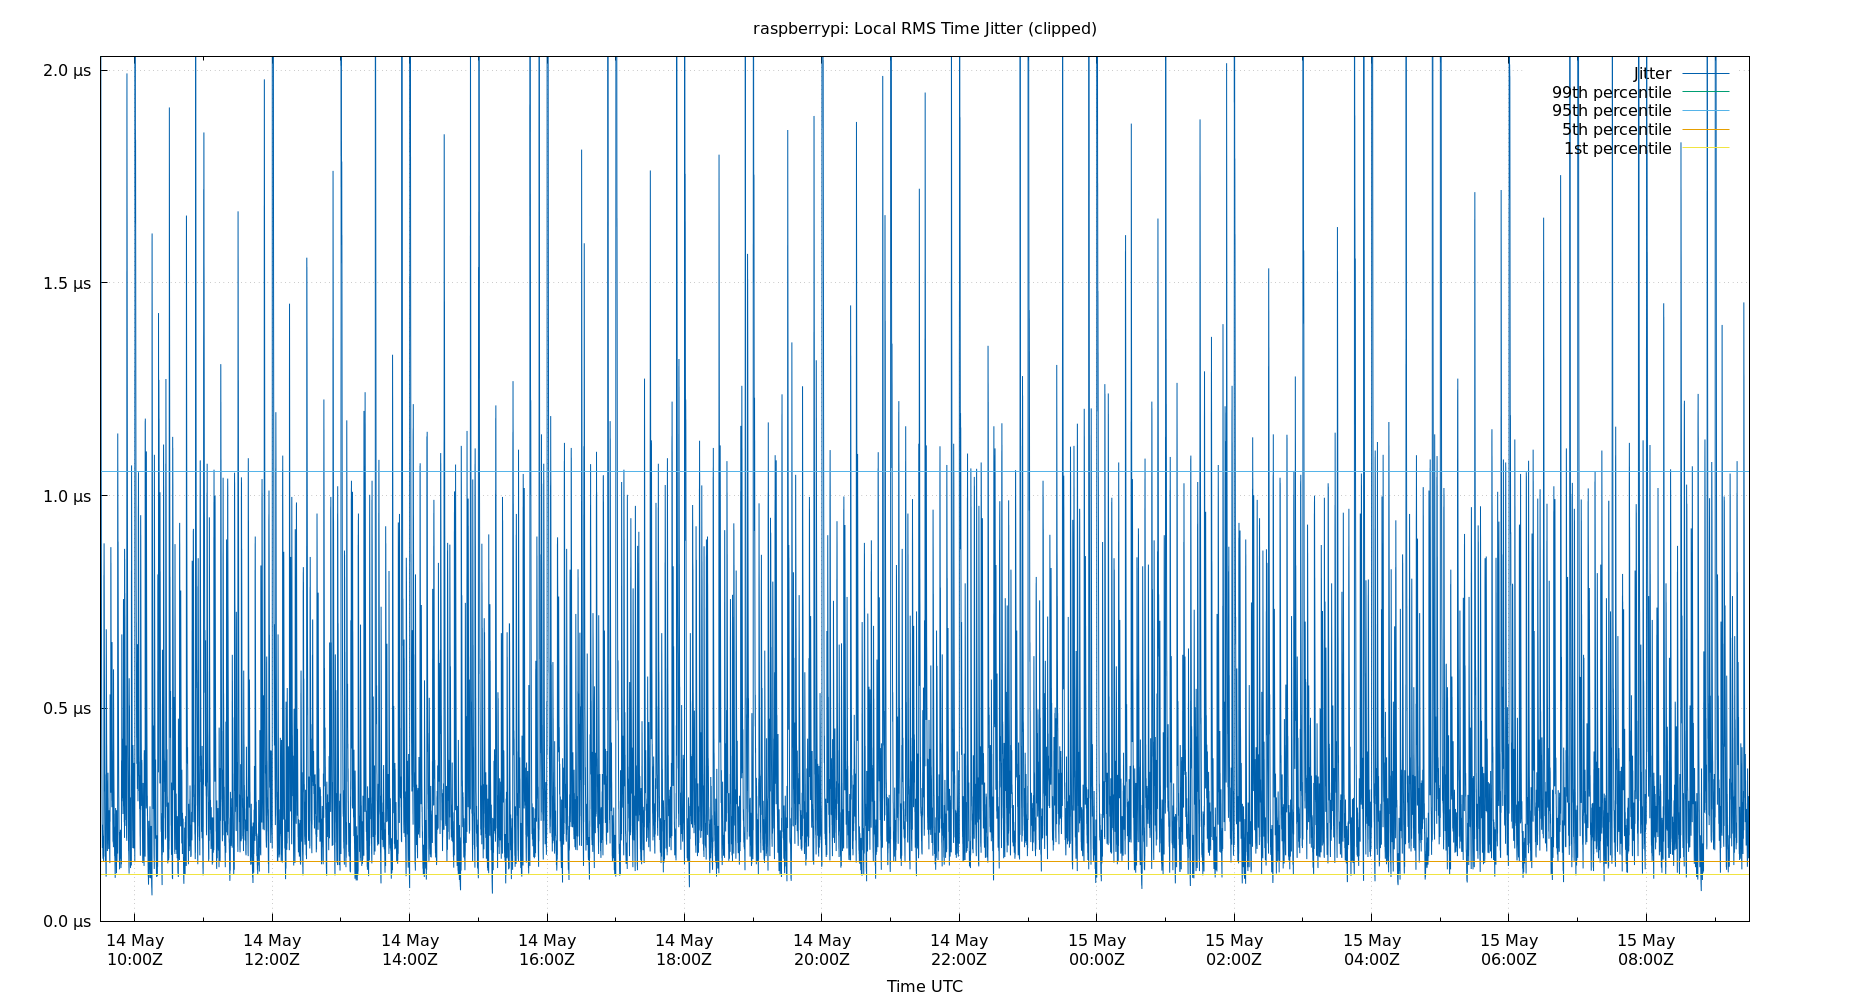 raspberrypi: Local RMS Time Jitter (clipped)
2.0 µs
1.5 µs
1.0 µs
0.5 µs
0.0 µs
Jitter
99th percentile
95th percentile
5th percentile
1st percentile
14 May 14 May 14 May 14 May 14 May 14 May 14 May 15 May 15 May 15 May 15 May 15 May
10:00Z 12:00Z 14:00Z 16:00Z 18:00Z 20:00Z 22:00Z 00:00Z 02:00Z 04:00Z 06:00Z 08:00Z
Time UTC